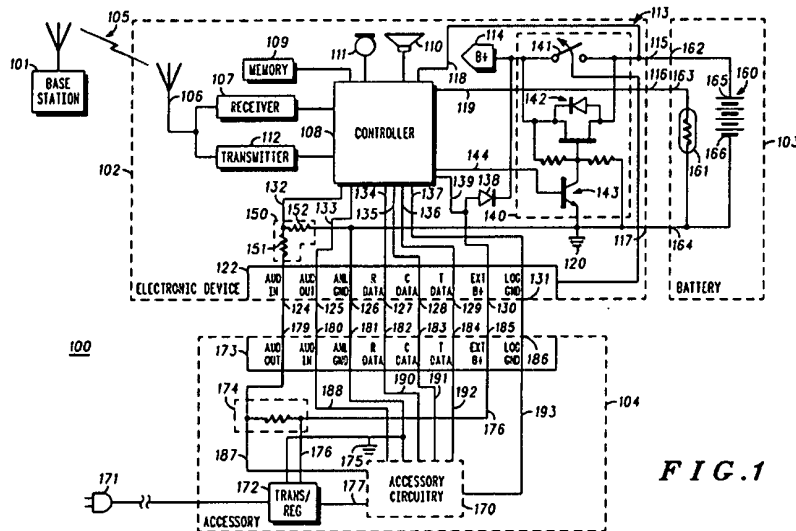 105
113
114
B+
141
115
162
101
BASE STATION
109
MEMORY
111
110
118
116
163
165
160
107
RECEIVER
106
108
CONTROLLER
119
142
112
TRANSMITTER
102
144
166
161
103
132
134
137
139
138
143
150
152
133
135
136
140
151
120
117
164
122
ELECTRONIC DEVICE
AUD IN
AUD OUT
ANL GND
R DATA
C DATA
T DATA
EXT B+
LOG GND
131
BATTERY
124
125
126
127
128
129
130
100
179
180
181
182
183
184
185
186
173
AUD OUT
AUD IN
ANL GND
R DATA
C DATA
T DATA
EXT B+
LOG GND
174
188
190
191
192
176
193
104
187
176
175
171
172
TRANS/ REG
177
ACCESSORY CIRCUITRY
170
ACCESSORY
FIG.1